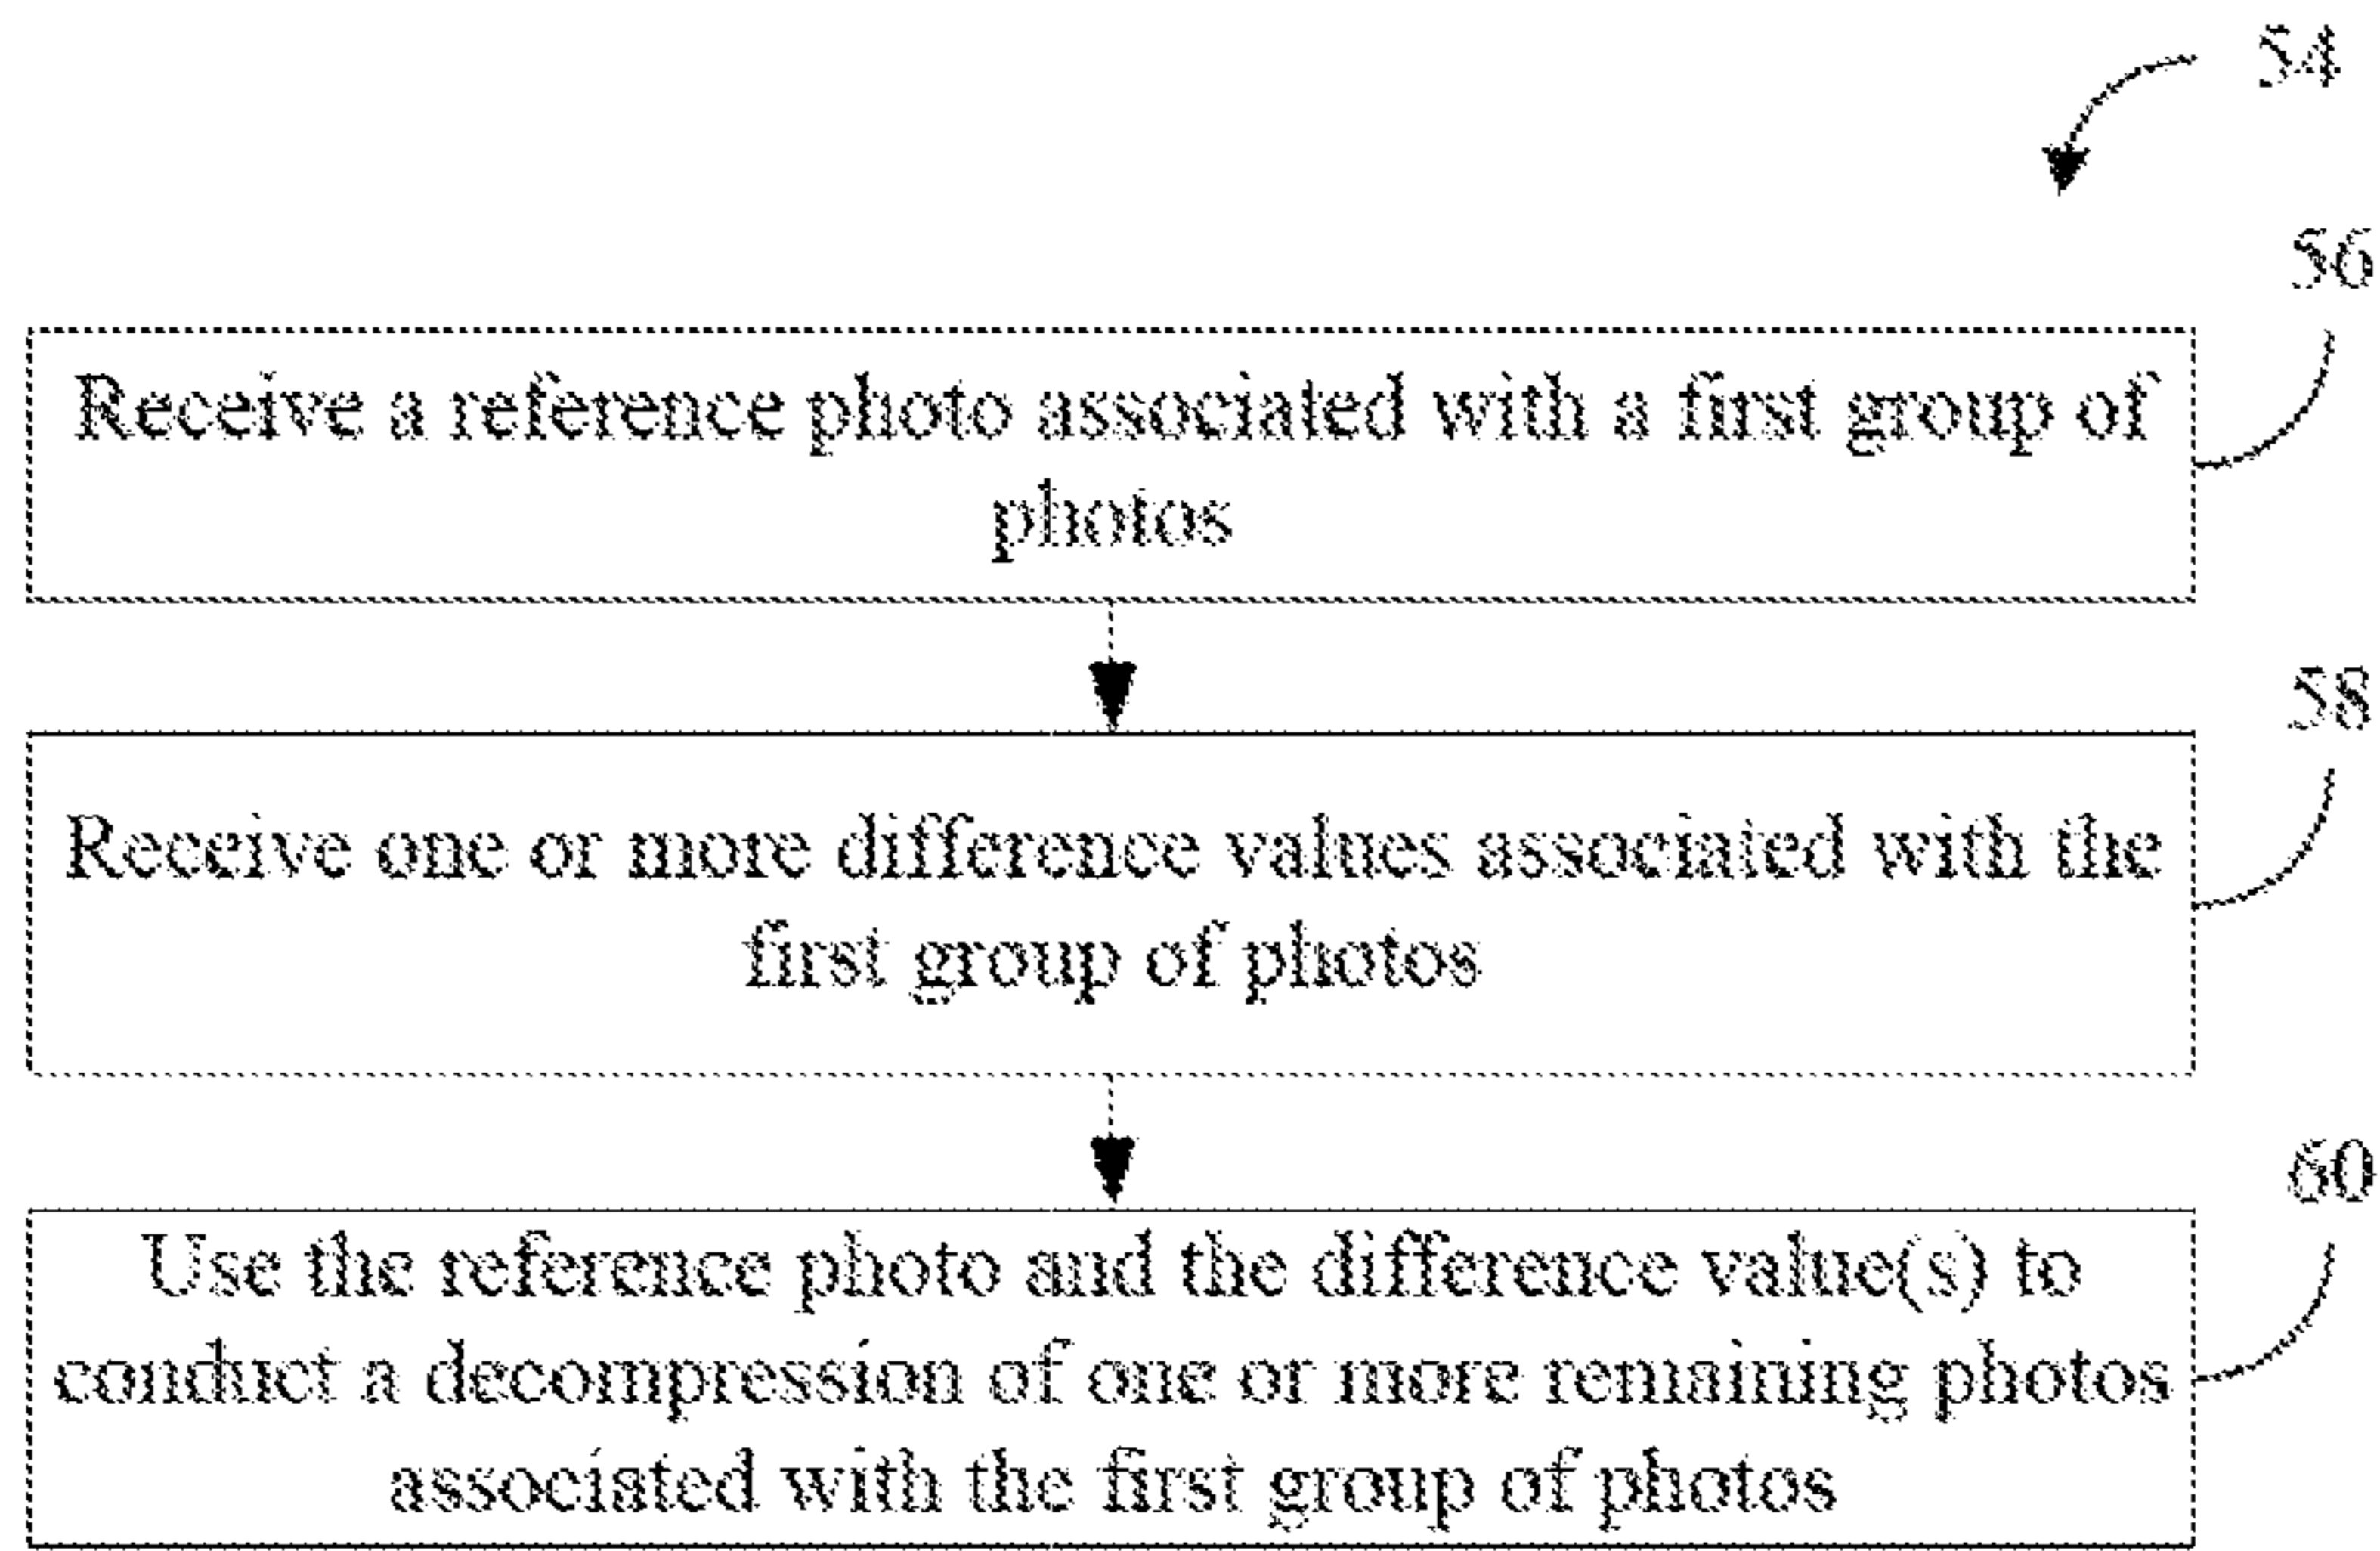 54
56
Receive a reference photo associated with a first group of
photos
58
Receive one or more difference values associated with the
first group of photos
60
Use the reference photo and the difference value(s) to
conduct a decompression of one or more remaining photos
associated with the first group of photos